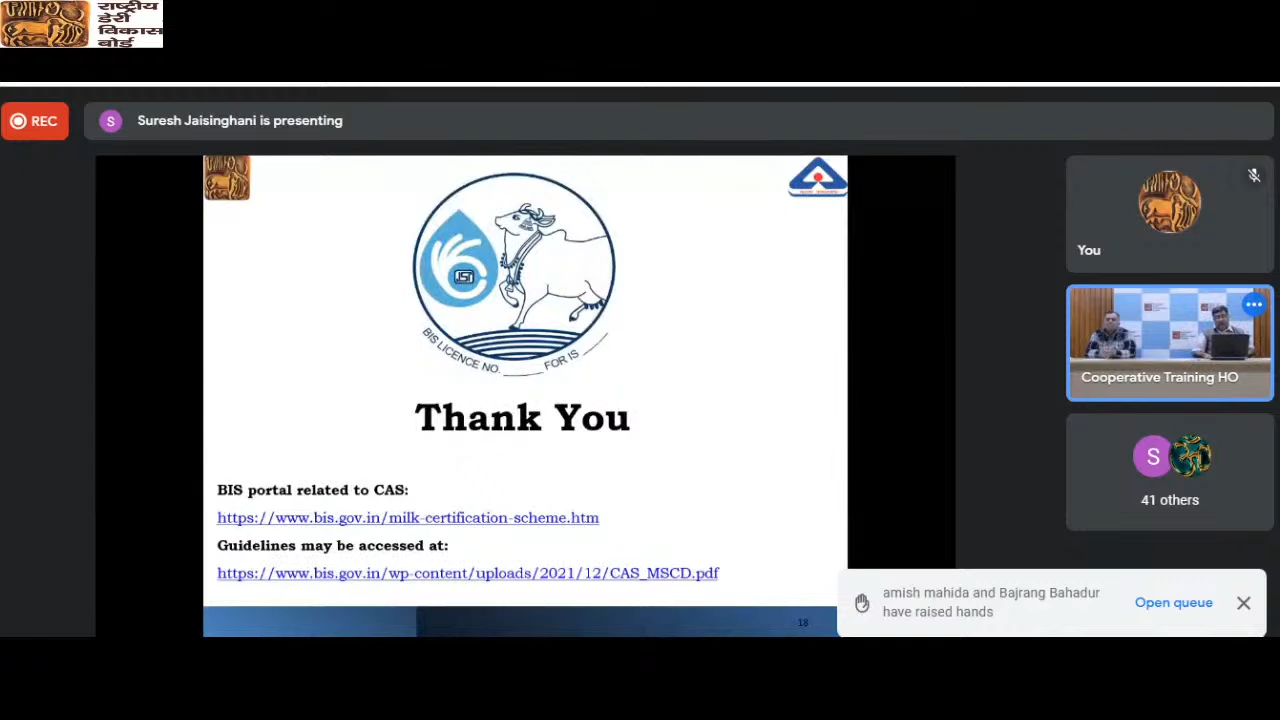 राष्ट्रीय
डेरी
विकास
बोर्ड
REC
S
Suresh Jaisinghani is presenting
You
ISI
BIS LICENCE NO. ______ FOR IS ____
Thank You
Cooperative Training HO
S
41 others
BIS portal related to CAS:
https://www.bis.gov.in/milk-certification-scheme.htm
Guidelines may be accessed at:
https://www.bis.gov.in/wp-content/uploads/2021/12/CAS_MSCD.pdf
amish mahida and Bajrang Bahadur
have raised hands
Open queue
18